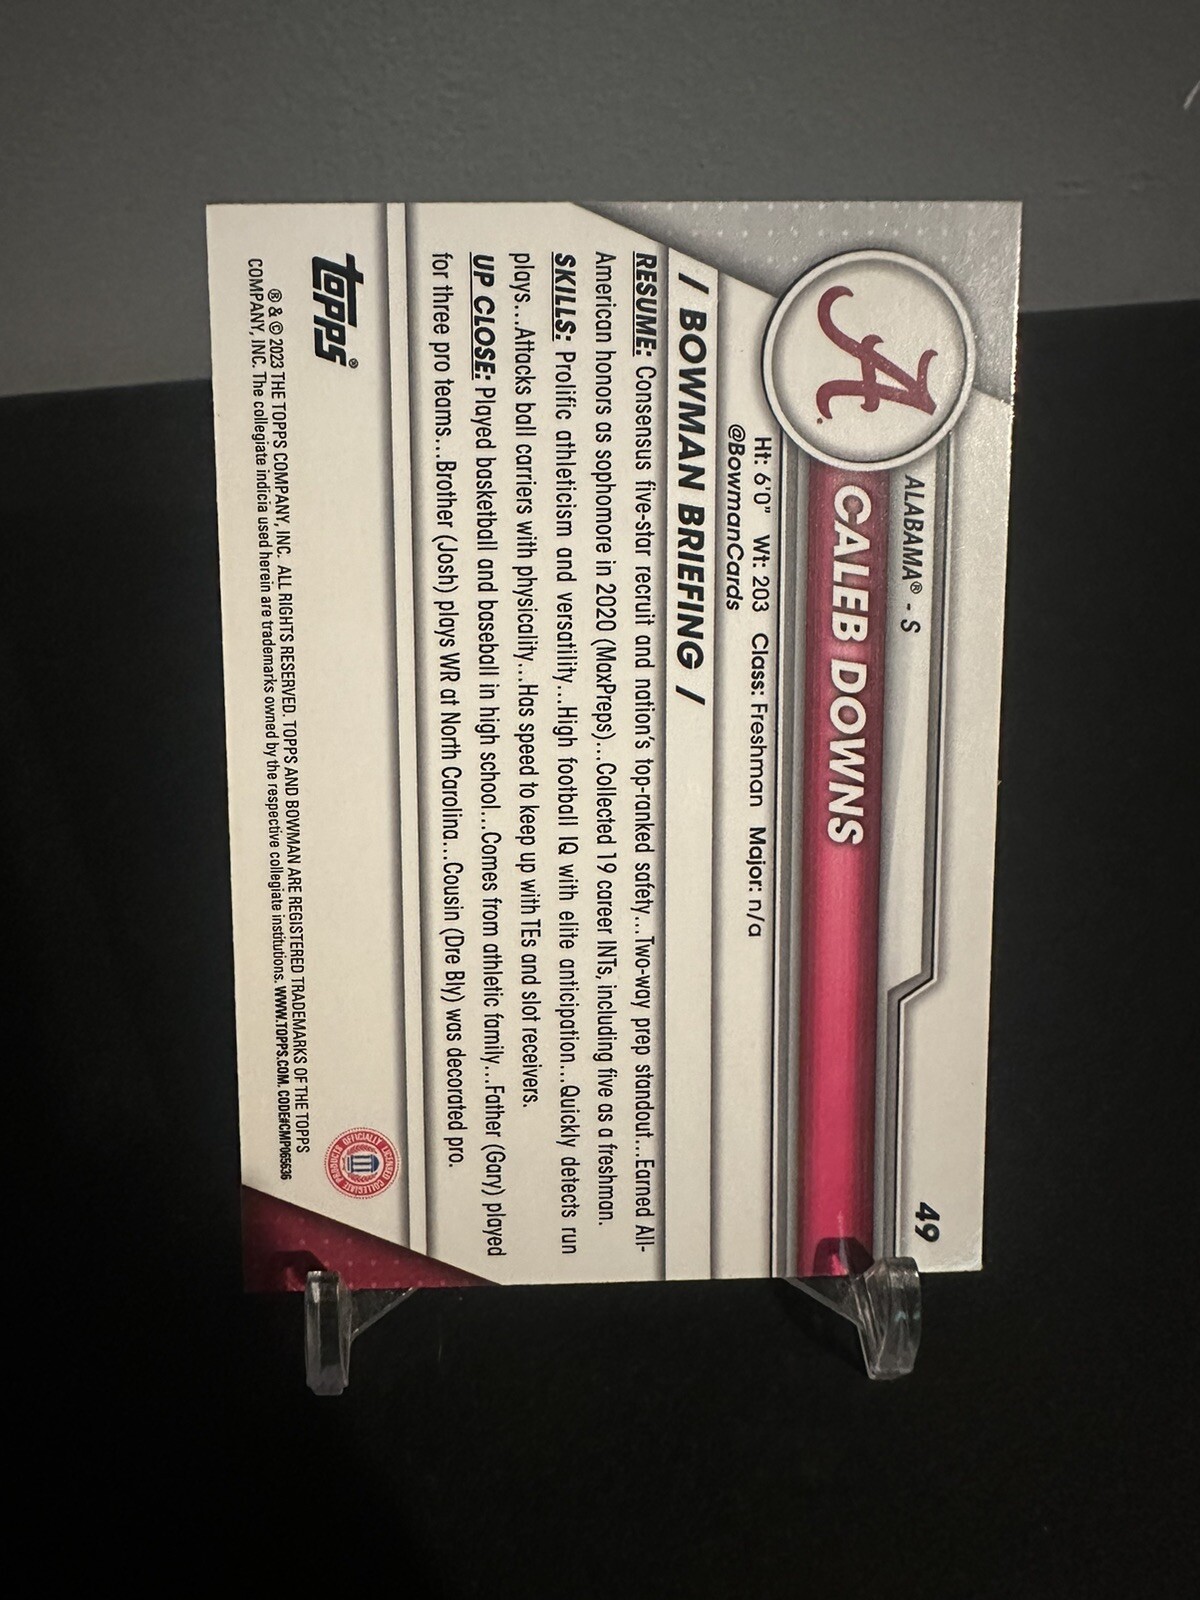 49
ALABAMA® - S
CALEB DOWNS
A
Ht: 6'0" Wt: 203 Class: Freshman Major: n/a
@BowmanCards
/ BOWMAN BRIEFING /
RESUME: Consensus five-star recruit and nation's top-ranked safety...Two-way prep standout...Earned All-
American honors as sophomore in 2020 (MaxPreps)...Collected 19 career INTs, including five as a freshman.
SKILLS: Prolific athleticism and versatility...High football IQ with elite anticipation...Quickly detects run
plays...Attacks ball carriers with physicality...Has speed to keep up with TEs and slot receivers.
UP CLOSE: Played basketball and baseball in high school...Comes from athletic family...Father (Gary) played
for three pro teams...Brother (Josh) plays WR at North Carolina...Cousin (Dre Bly) was decorated pro.
topps®
OFFICIALLY LICENSED COLLEGIATE PRODUCTS
® & © 2023 THE TOPPS COMPANY, INC. ALL RIGHTS RESERVED. TOPPS AND BOWMAN ARE REGISTERED TRADEMARKS OF THE TOPPS
COMPANY, INC. The collegiate indicia used herein are trademarks owned by the respective collegiate institutions. WWW.TOPPS.COM. CODE#CMP065636